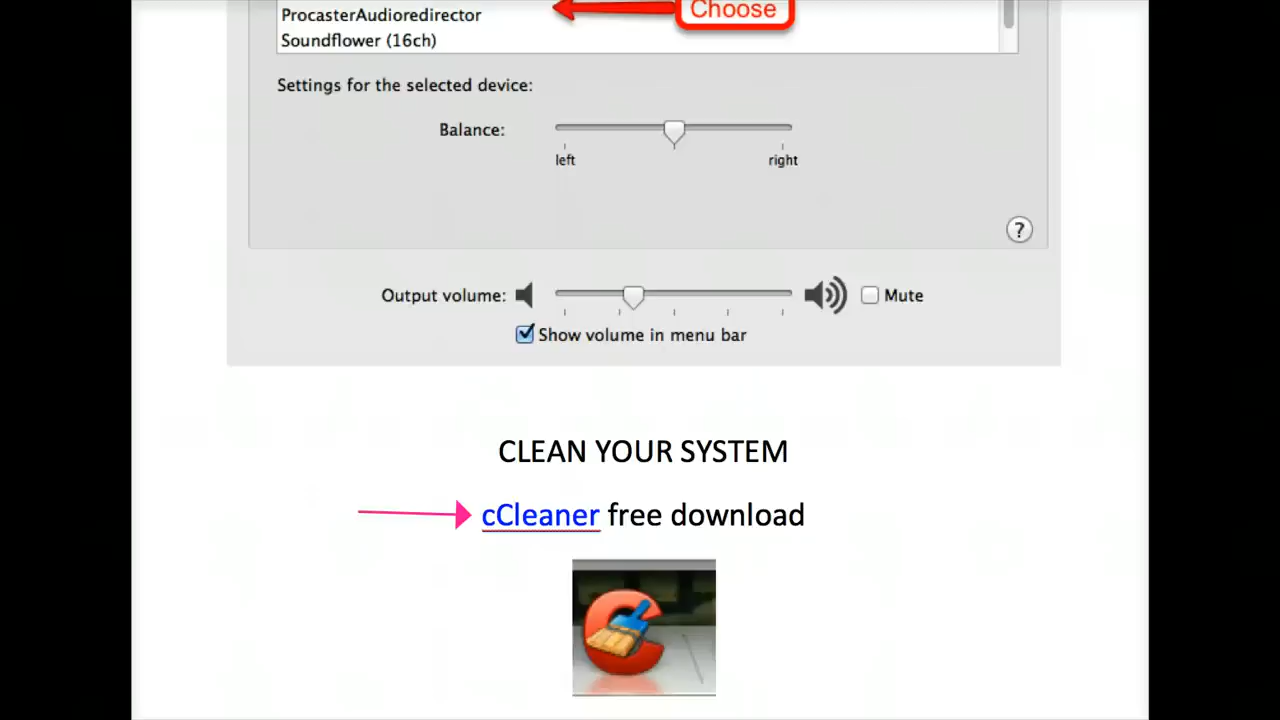 Choose
ProcasterAudioredirector
Soundflower (16ch)
Settings for the selected device:
Balance:
left
right
?
Output volume:
Mute
Show volume in menu bar
CLEAN YOUR SYSTEM
cCleaner free download